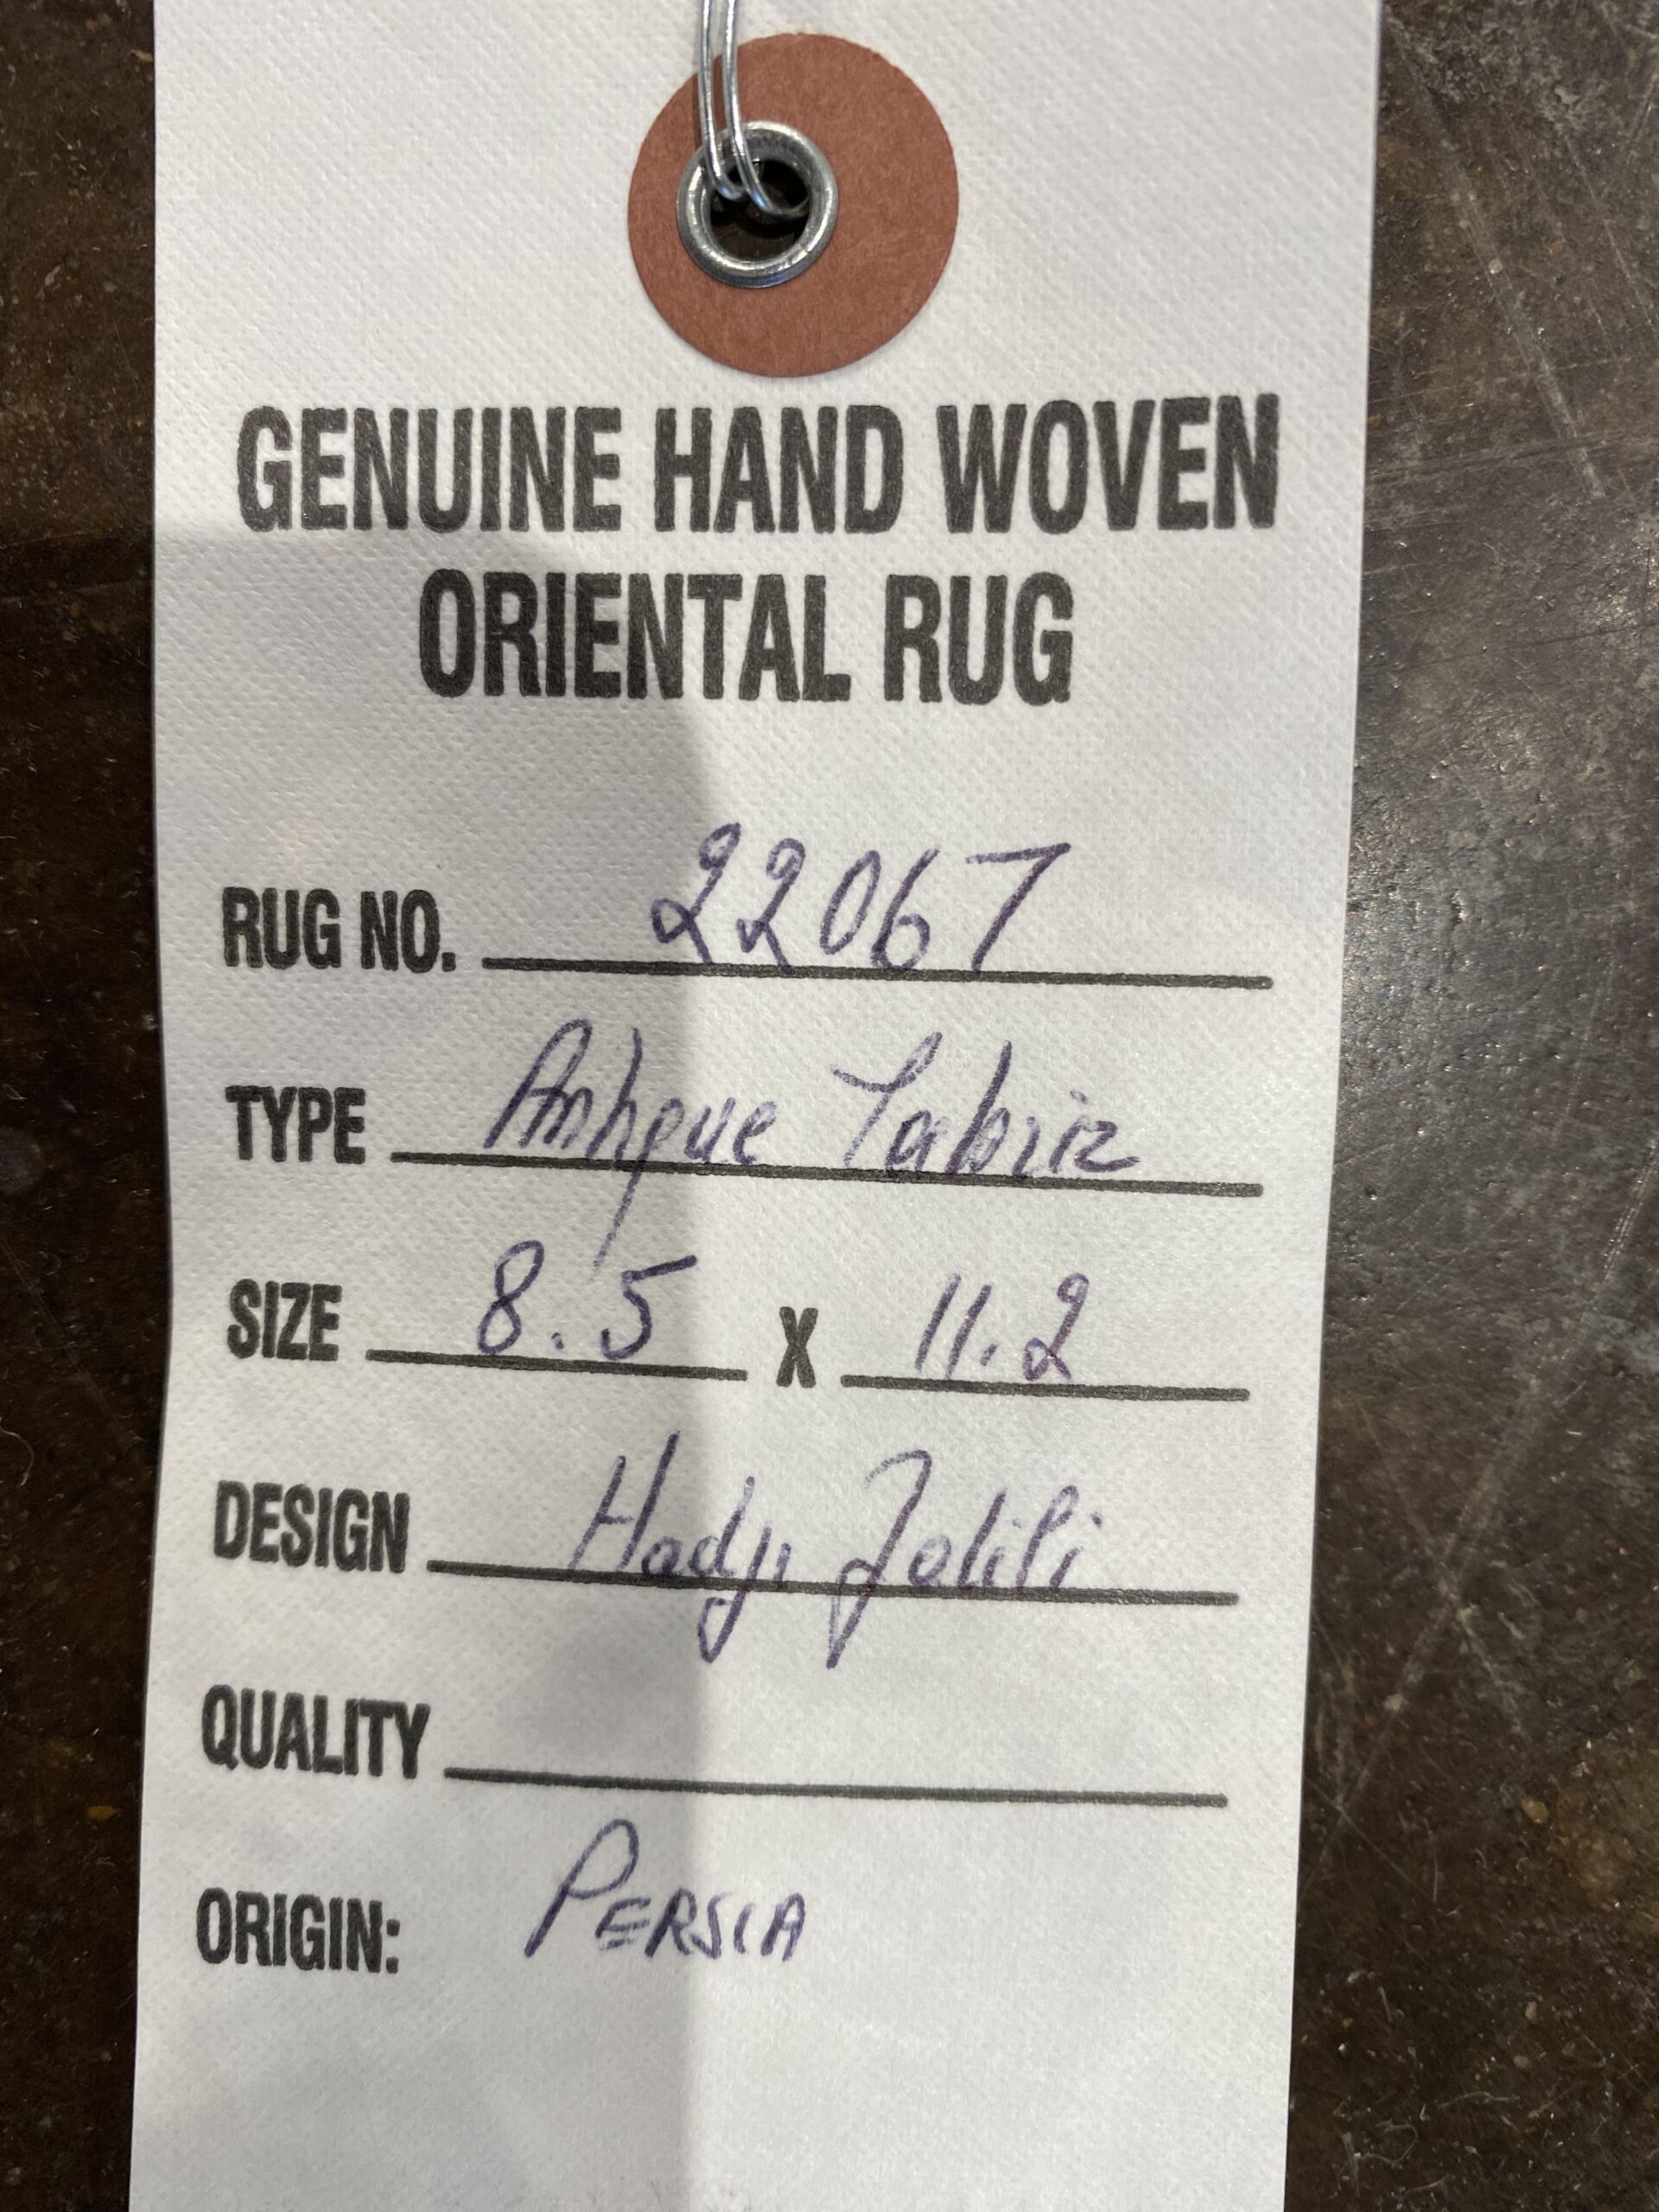 GENUINE HAND WOVEN
ORIENTAL RUG
RUG NO. 22067
TYPE Antique Tabriz
SIZE 8.5 X 11.2
DESIGN Hadji Jalili
QUALITY
ORIGIN: PERSIA